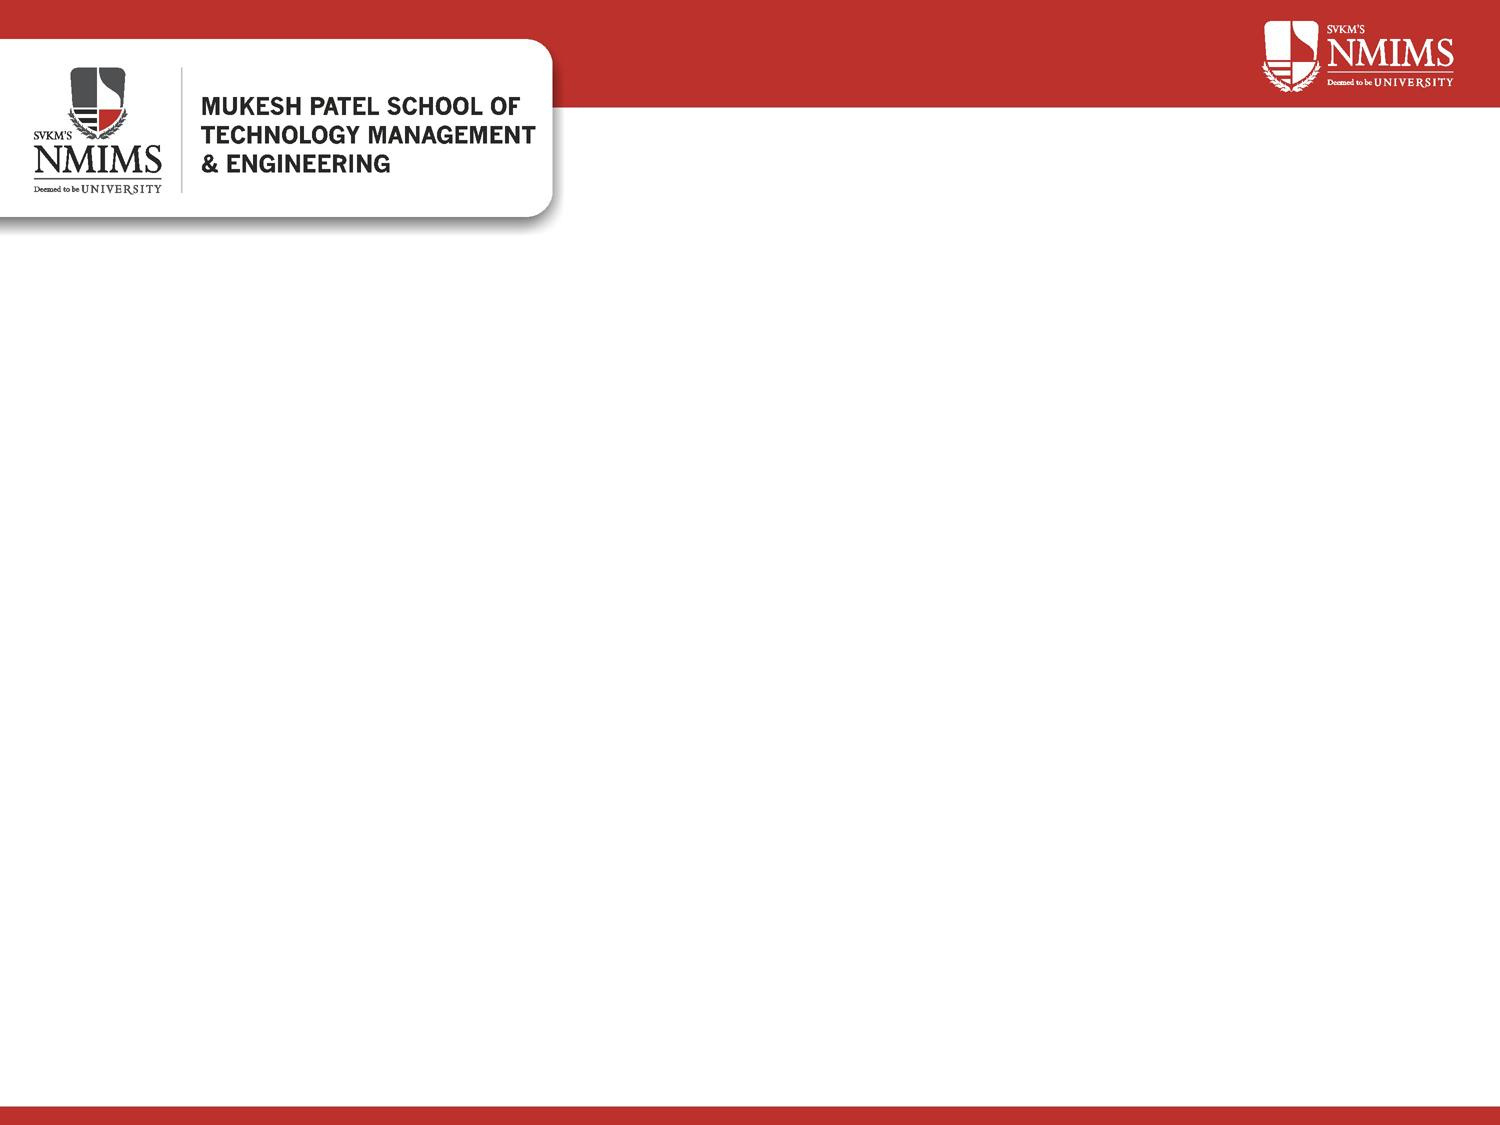 SVKM'S
NMIMS
Deemed to be UNIVERSITY
MUKESH PATEL SCHOOL OF
TECHNOLOGY MANAGEMENT
& ENGINEERING
SVKM'S
NMIMS
Deemed to be UNIVERSITY